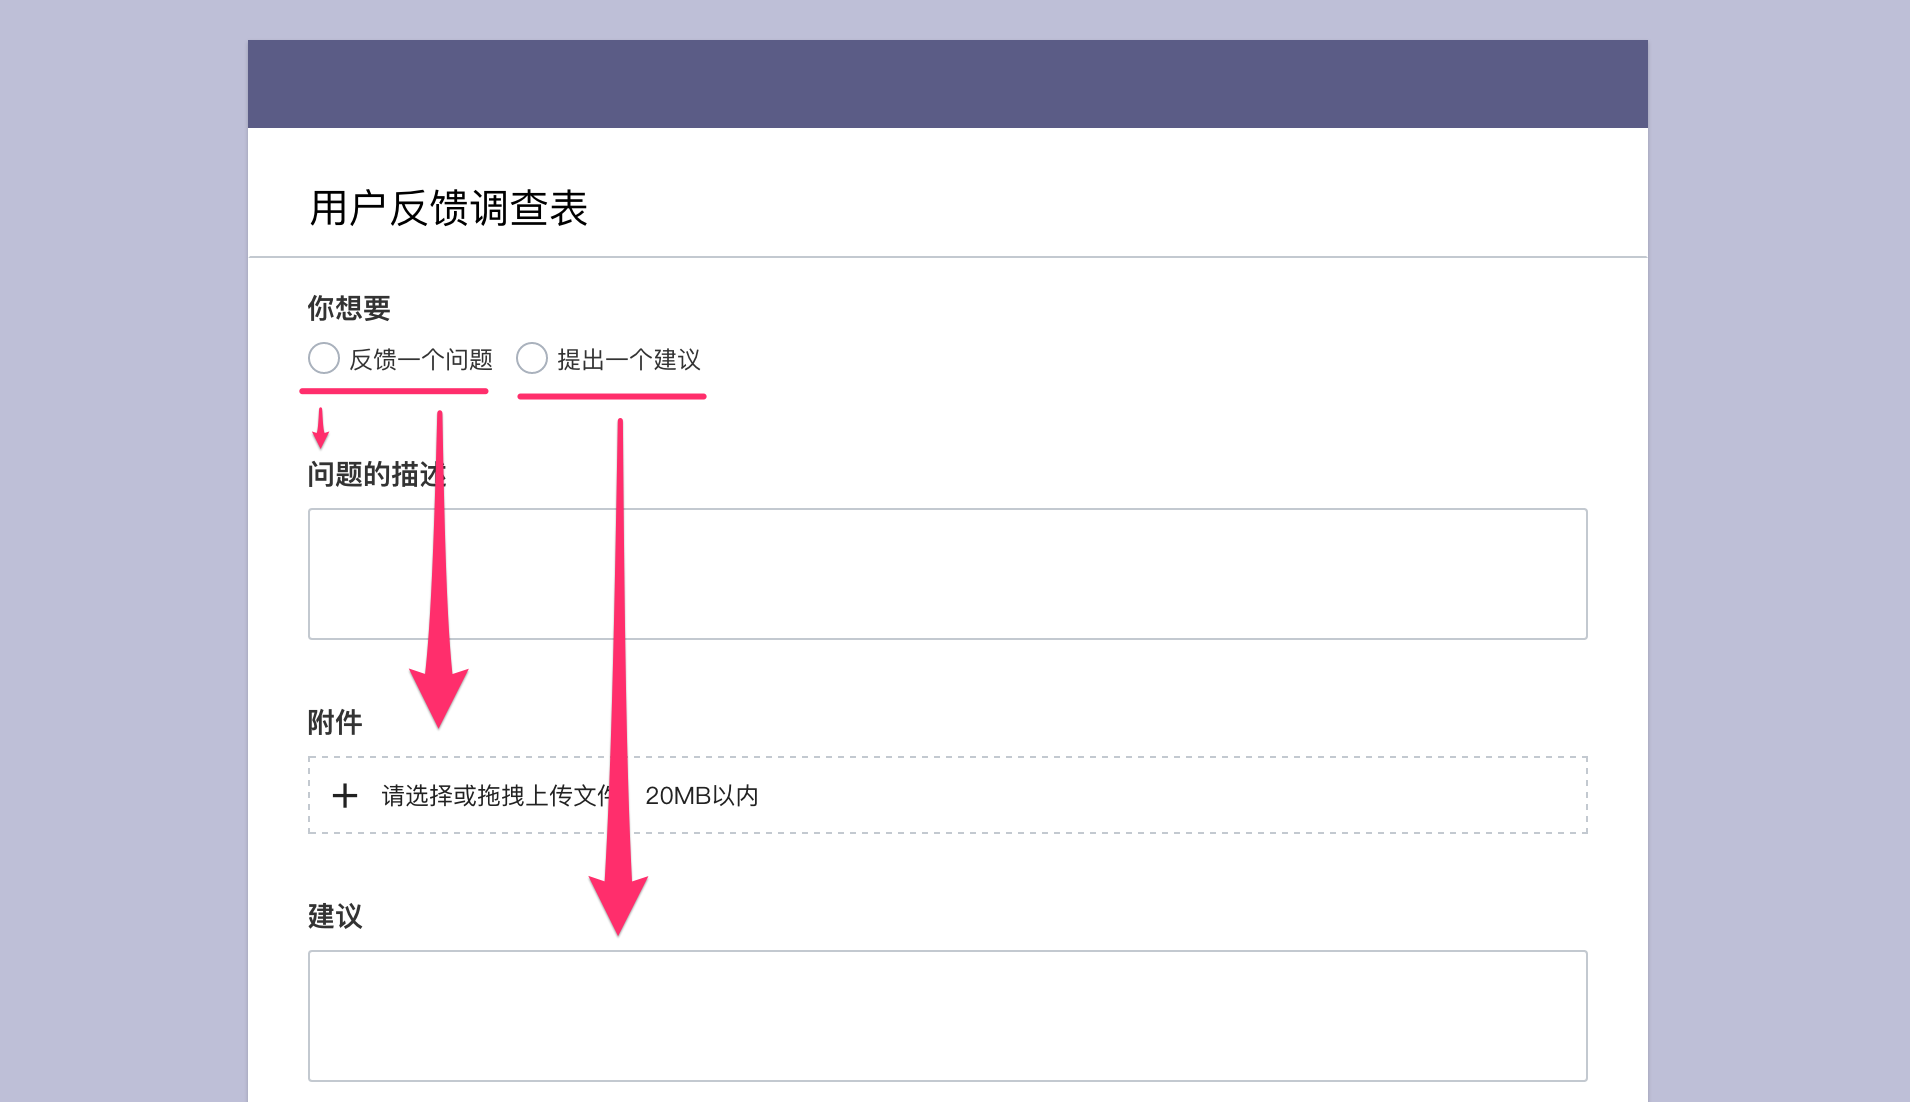 用户反馈调查表
你想要
反馈一个问题 提出一个建议
问题的描述
附件
请选择或拖拽上传文件 20MB以内
建议